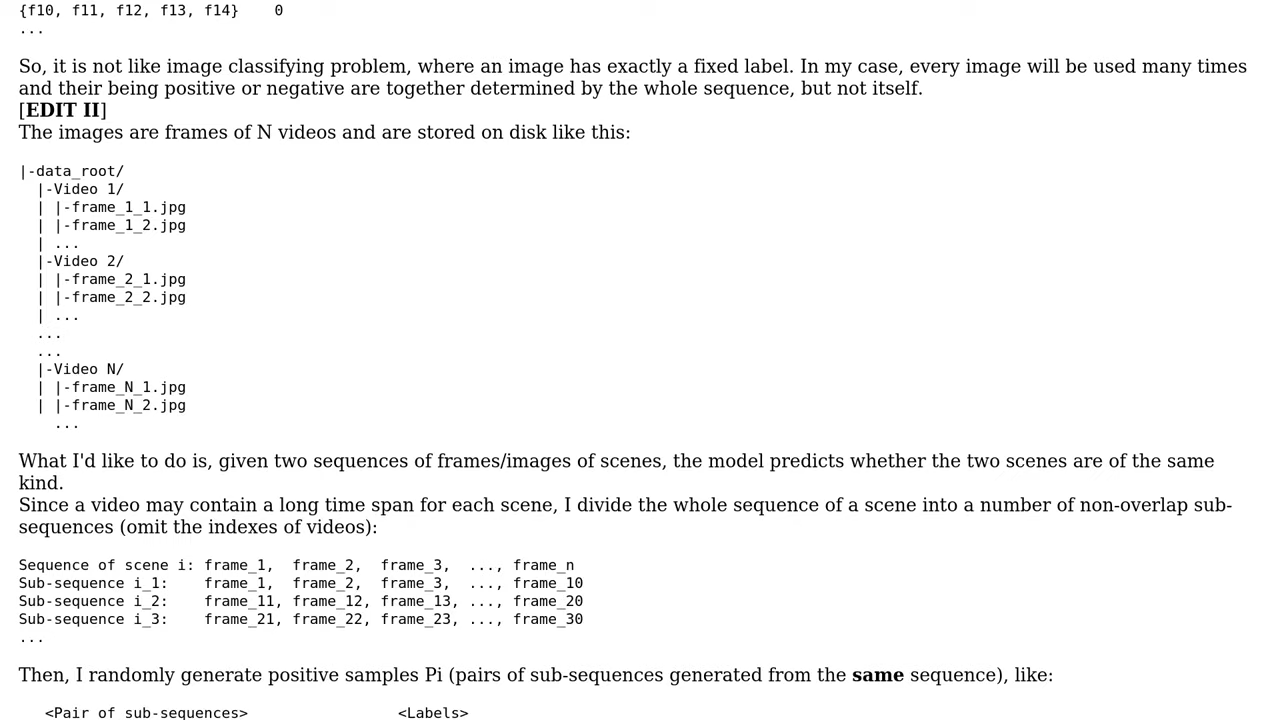 {f10, f11, f12, f13, f14}    0
...
So, it is not like image classifying problem, where an image has exactly a fixed label. In my case, every image will be used many times
and their being positive or negative are together determined by the whole sequence, but not itself.
[EDIT II]
The images are frames of N videos and are stored on disk like this:
|-data_root/
  |-Video 1/
  | |-frame_1_1.jpg
  | |-frame_1_2.jpg
  | ...
  |-Video 2/
  | |-frame_2_1.jpg
  | |-frame_2_2.jpg
  | ...
  ...
  ...
  |-Video N/
  | |-frame_N_1.jpg
  | |-frame_N_2.jpg
    ...
What I'd like to do is, given two sequences of frames/images of scenes, the model predicts whether the two scenes are of the same
kind.
Since a video may contain a long time span for each scene, I divide the whole sequence of a scene into a number of non-overlap sub-
sequences (omit the indexes of videos):
Sequence of scene i: frame_1,  frame_2,  frame_3,  ..., frame_n
Sub-sequence i_1:    frame_1,  frame_2,  frame_3,  ..., frame_10
Sub-sequence i_2:    frame_11, frame_12, frame_13, ..., frame_20
Sub-sequence i_3:    frame_21, frame_22, frame_23, ..., frame_30
...
Then, I randomly generate positive samples Pi (pairs of sub-sequences generated from the same sequence), like:
   <Pair of sub-sequences>                 <Labels>